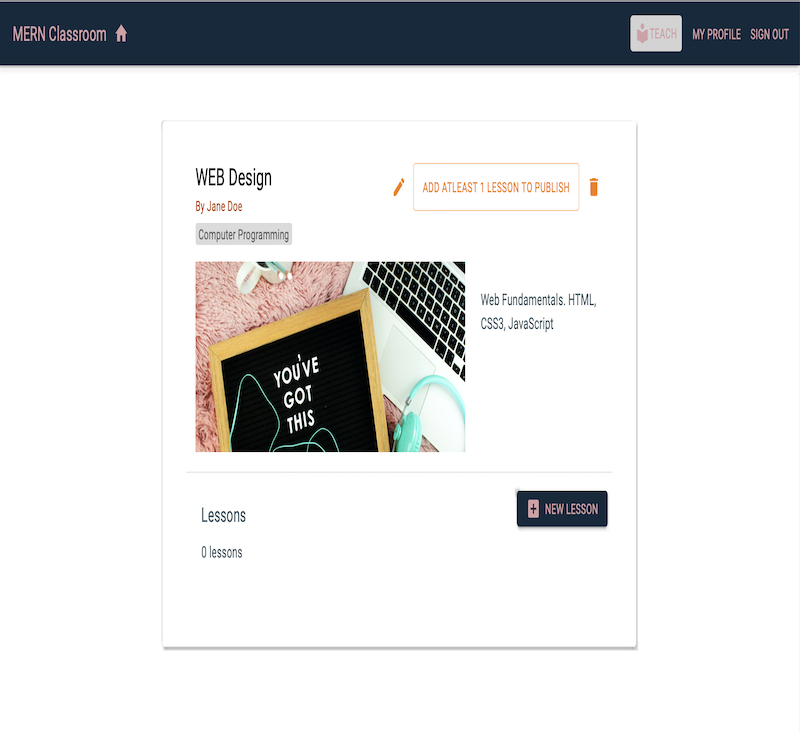 MERN Classroom
TEACH
MY PROFILE
SIGN OUT
WEB Design
By Jane Doe
Computer Programming
ADD ATLEAST 1 LESSON TO PUBLISH
YOU'VE
GOT
THIS
Web Fundamentals. HTML,
CSS3, JavaScript
Lessons
0 lessons
NEW LESSON